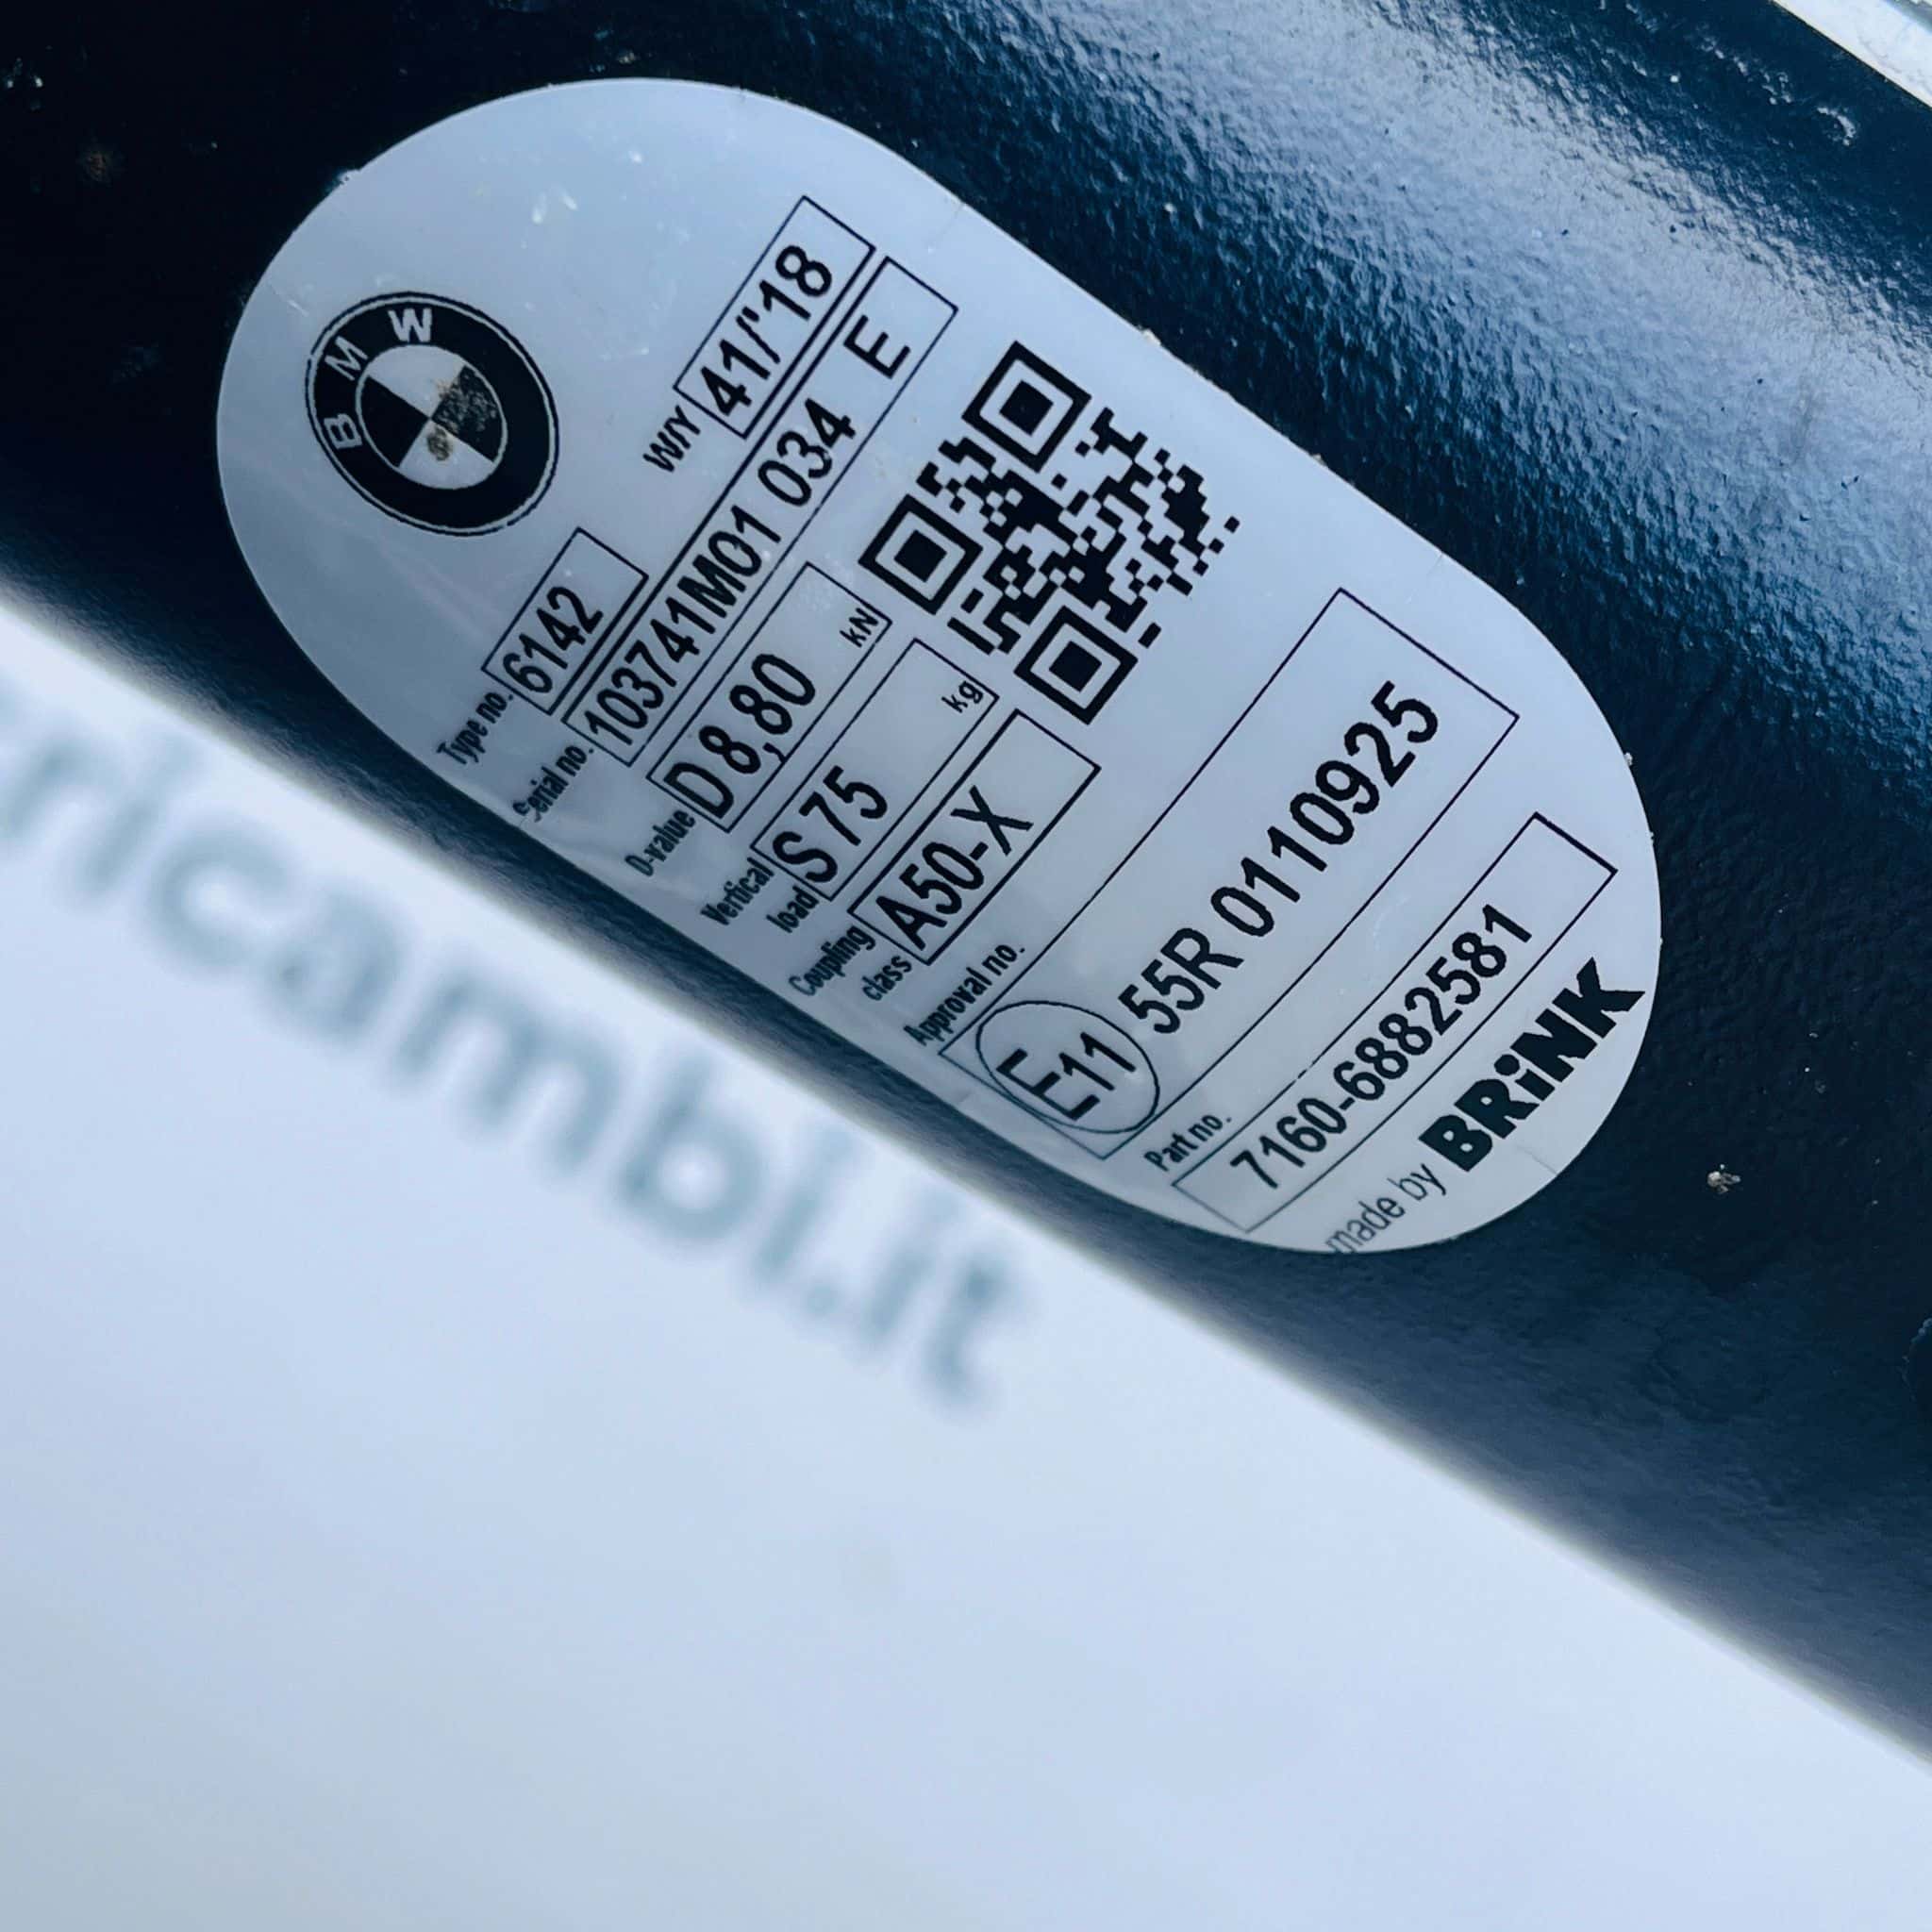 BMW
Type no. 6142 W/Y 41/'18
Serial no. 103741M01 034 E
D-value D 8,80 kN
Vertical load S 75 kg
Coupling class A50-X
Approval no.
E11 55R 0110925
Part no.
7160-6882581
made by BRiNK
ricambi.it